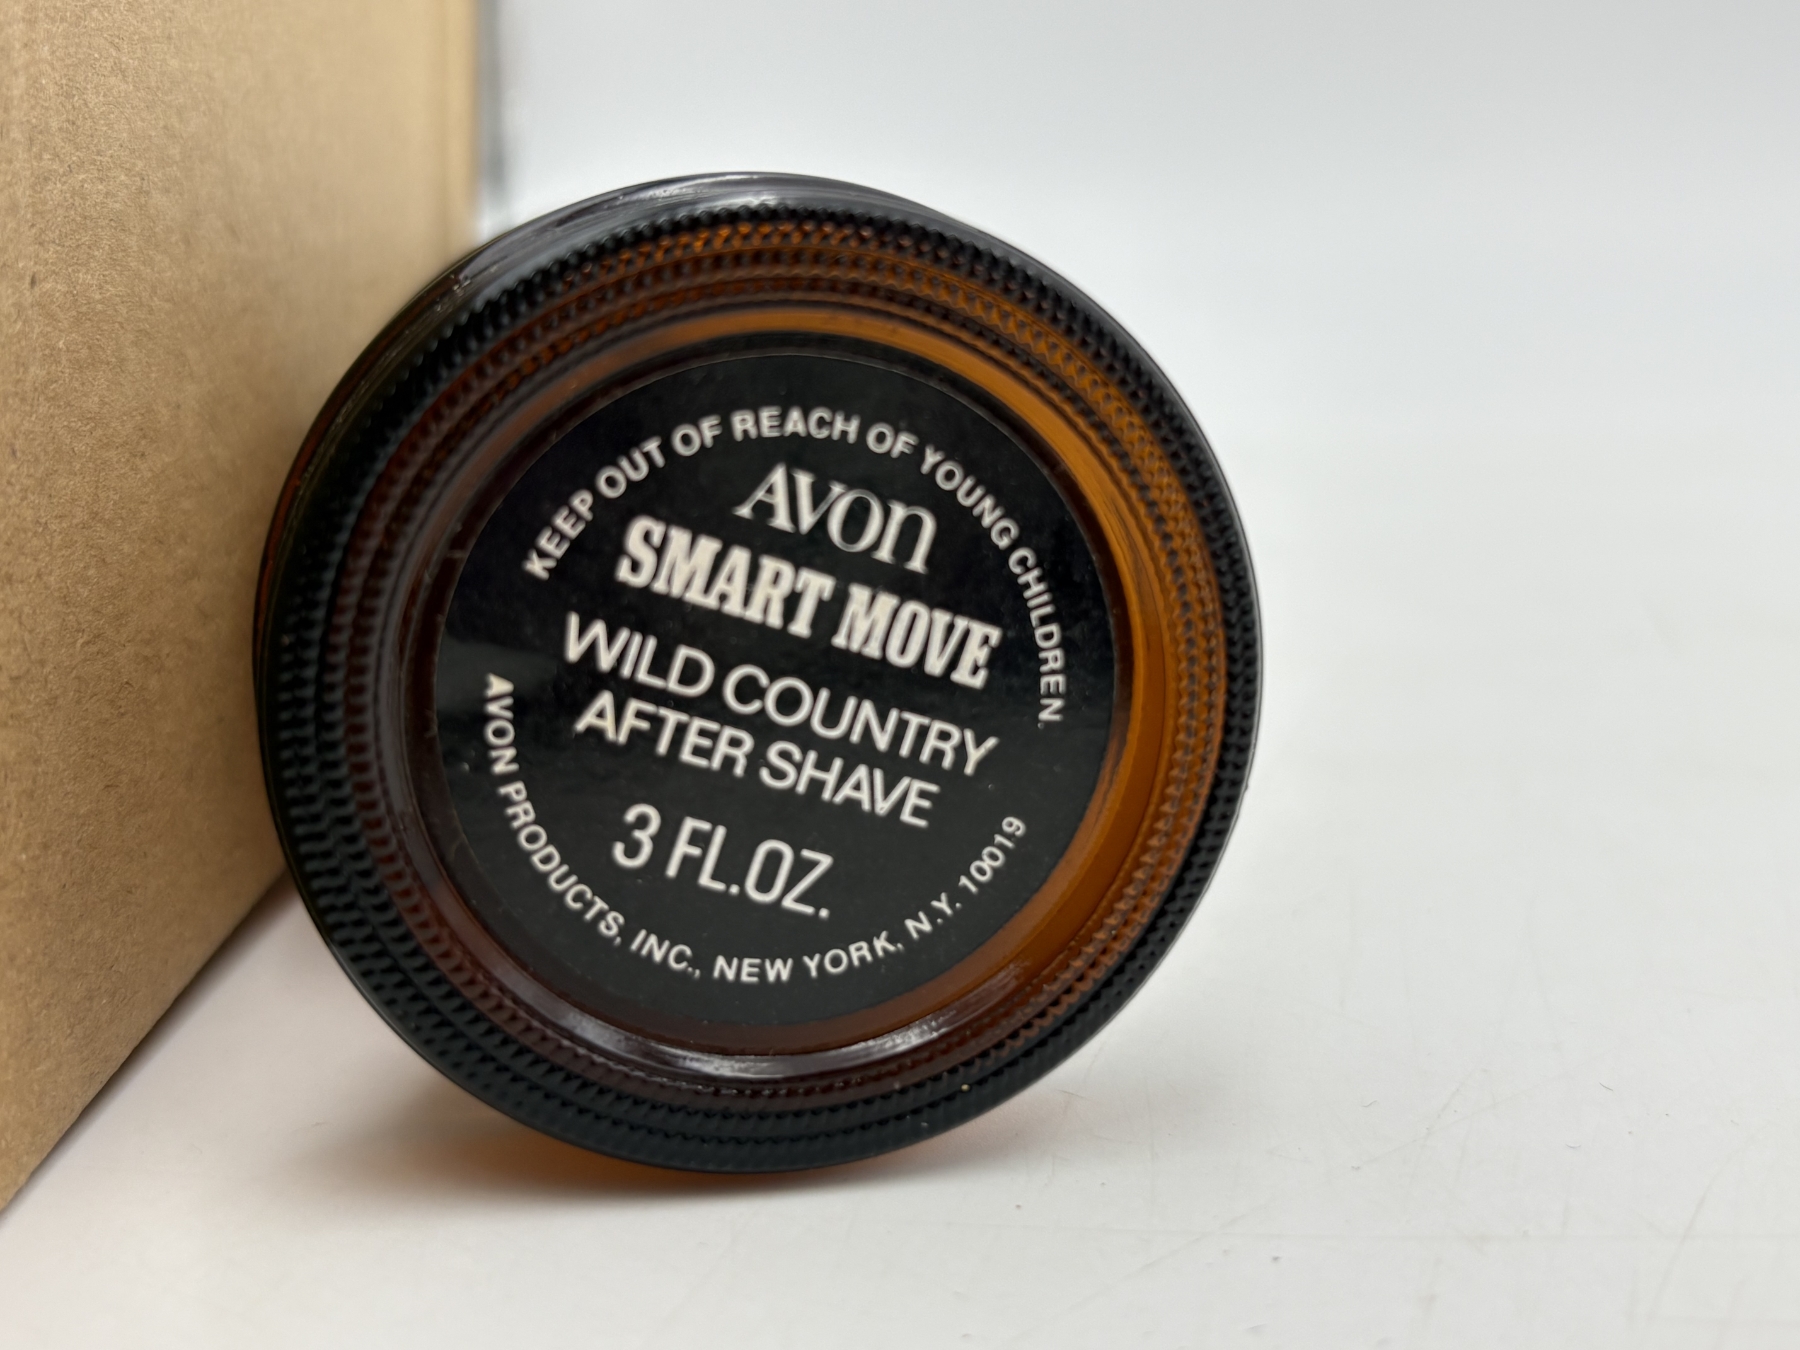 KEEP OUT OF REACH OF YOUNG CHILDREN.
AVON
SMART MOVE
WILD COUNTRY
AFTER SHAVE
3 FL.OZ.
AVON PRODUCTS, INC., NEW YORK, N.Y. 10019